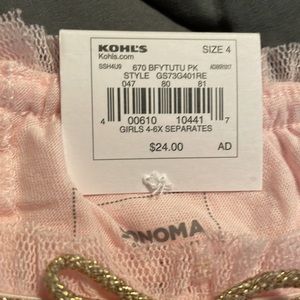 KOHL'S SIZE 4
Kohls.com
SSH4U9 670 BFYTUTU PK
STYLE GS73G401RE
047 80 81
4 00610 10441 7
GIRLS 4-6X SEPARATES
$24.00 AD
ONOMA